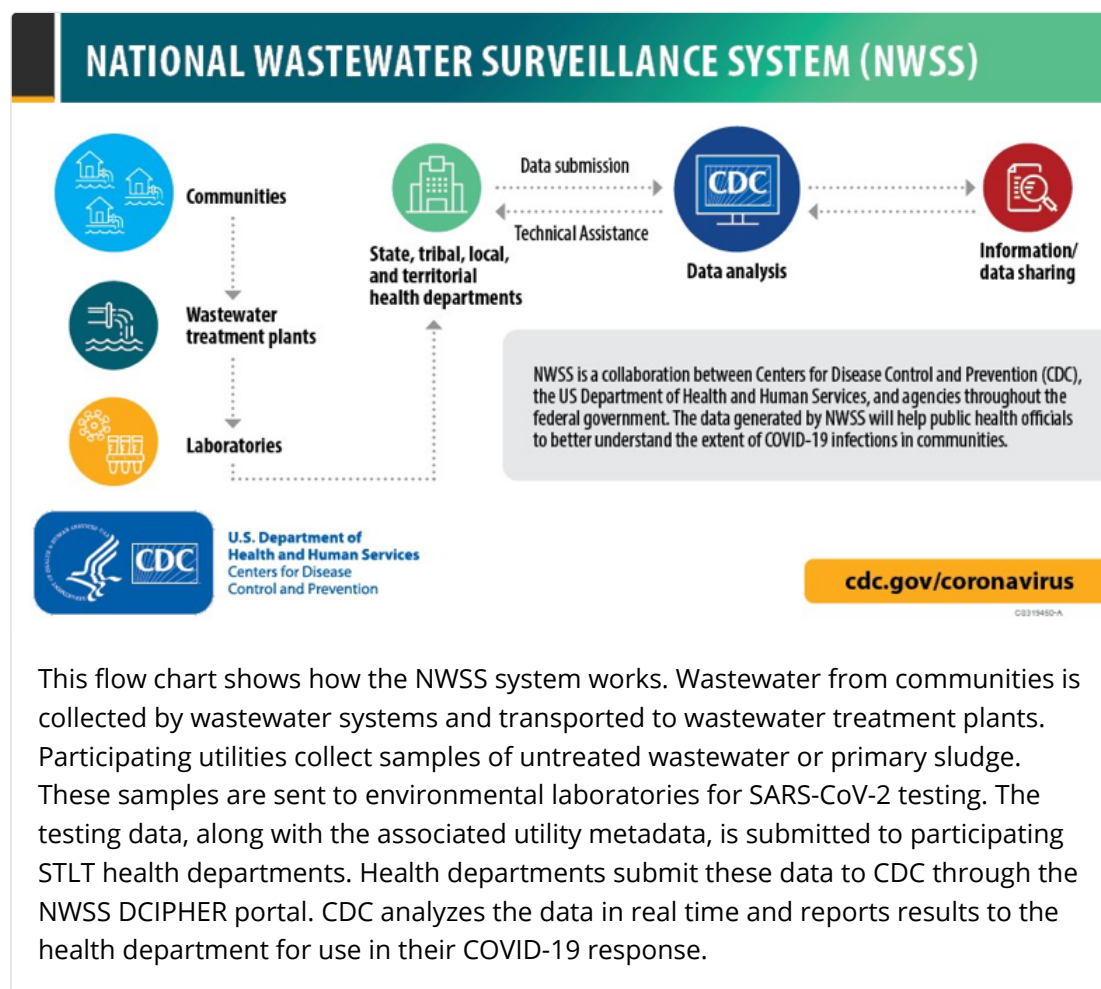 NATIONAL WASTEWATER SURVEILLANCE SYSTEM (NWSS)
Communities
Wastewater
treatment plants
Laboratories
State, tribal, local,
and territorial
health departments
Data submission
Technical Assistance
CDC
Data analysis
Information/
data sharing
NWSS is a collaboration between Centers for Disease Control and Prevention (CDC),
the US Department of Health and Human Services, and agencies throughout the
federal government. The data generated by NWSS will help public health officials
to better understand the extent of COVID-19 infections in communities.
CDC
U.S. Department of
Health and Human Services
Centers for Disease
Control and Prevention
cdc.gov/coronavirus
CS319450-A
This flow chart shows how the NWSS system works. Wastewater from communities is
collected by wastewater systems and transported to wastewater treatment plants.
Participating utilities collect samples of untreated wastewater or primary sludge.
These samples are sent to environmental laboratories for SARS-CoV-2 testing. The
testing data, along with the associated utility metadata, is submitted to participating
STLT health departments. Health departments submit these data to CDC through the
NWSS DCIPHER portal. CDC analyzes the data in real time and reports results to the
health department for use in their COVID-19 response.